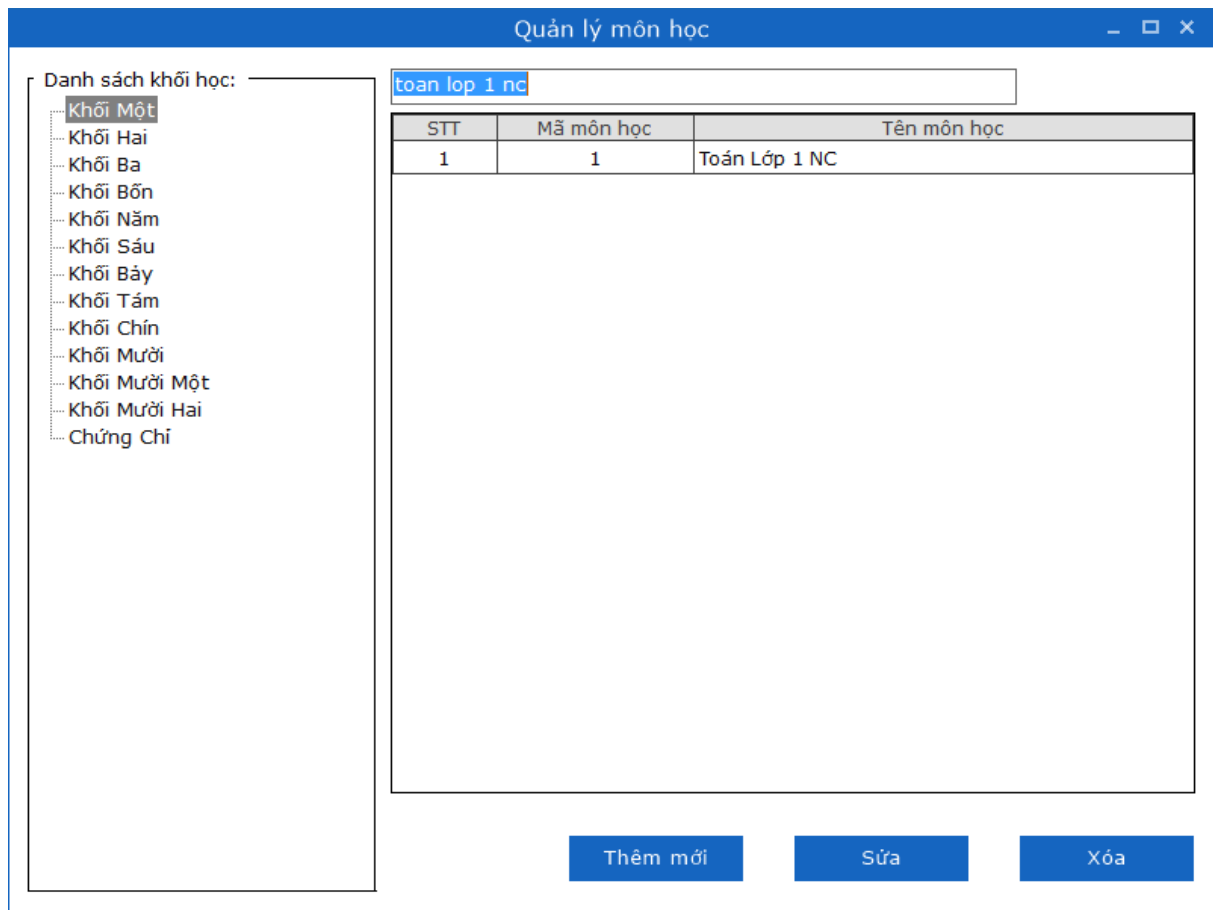 Quản lý môn học
Danh sách khối học:
Khối Một
Khối Hai
Khối Ba
Khối Bốn
Khối Năm
Khối Sáu
Khối Bảy
Khối Tám
Khối Chín
Khối Mười
Khối Mười Một
Khối Mười Hai
Chứng Chỉ
toan lop 1 nc
STT Mã môn học Tên môn học
1 1 Toán Lớp 1 NC
Thêm mới Sửa Xóa